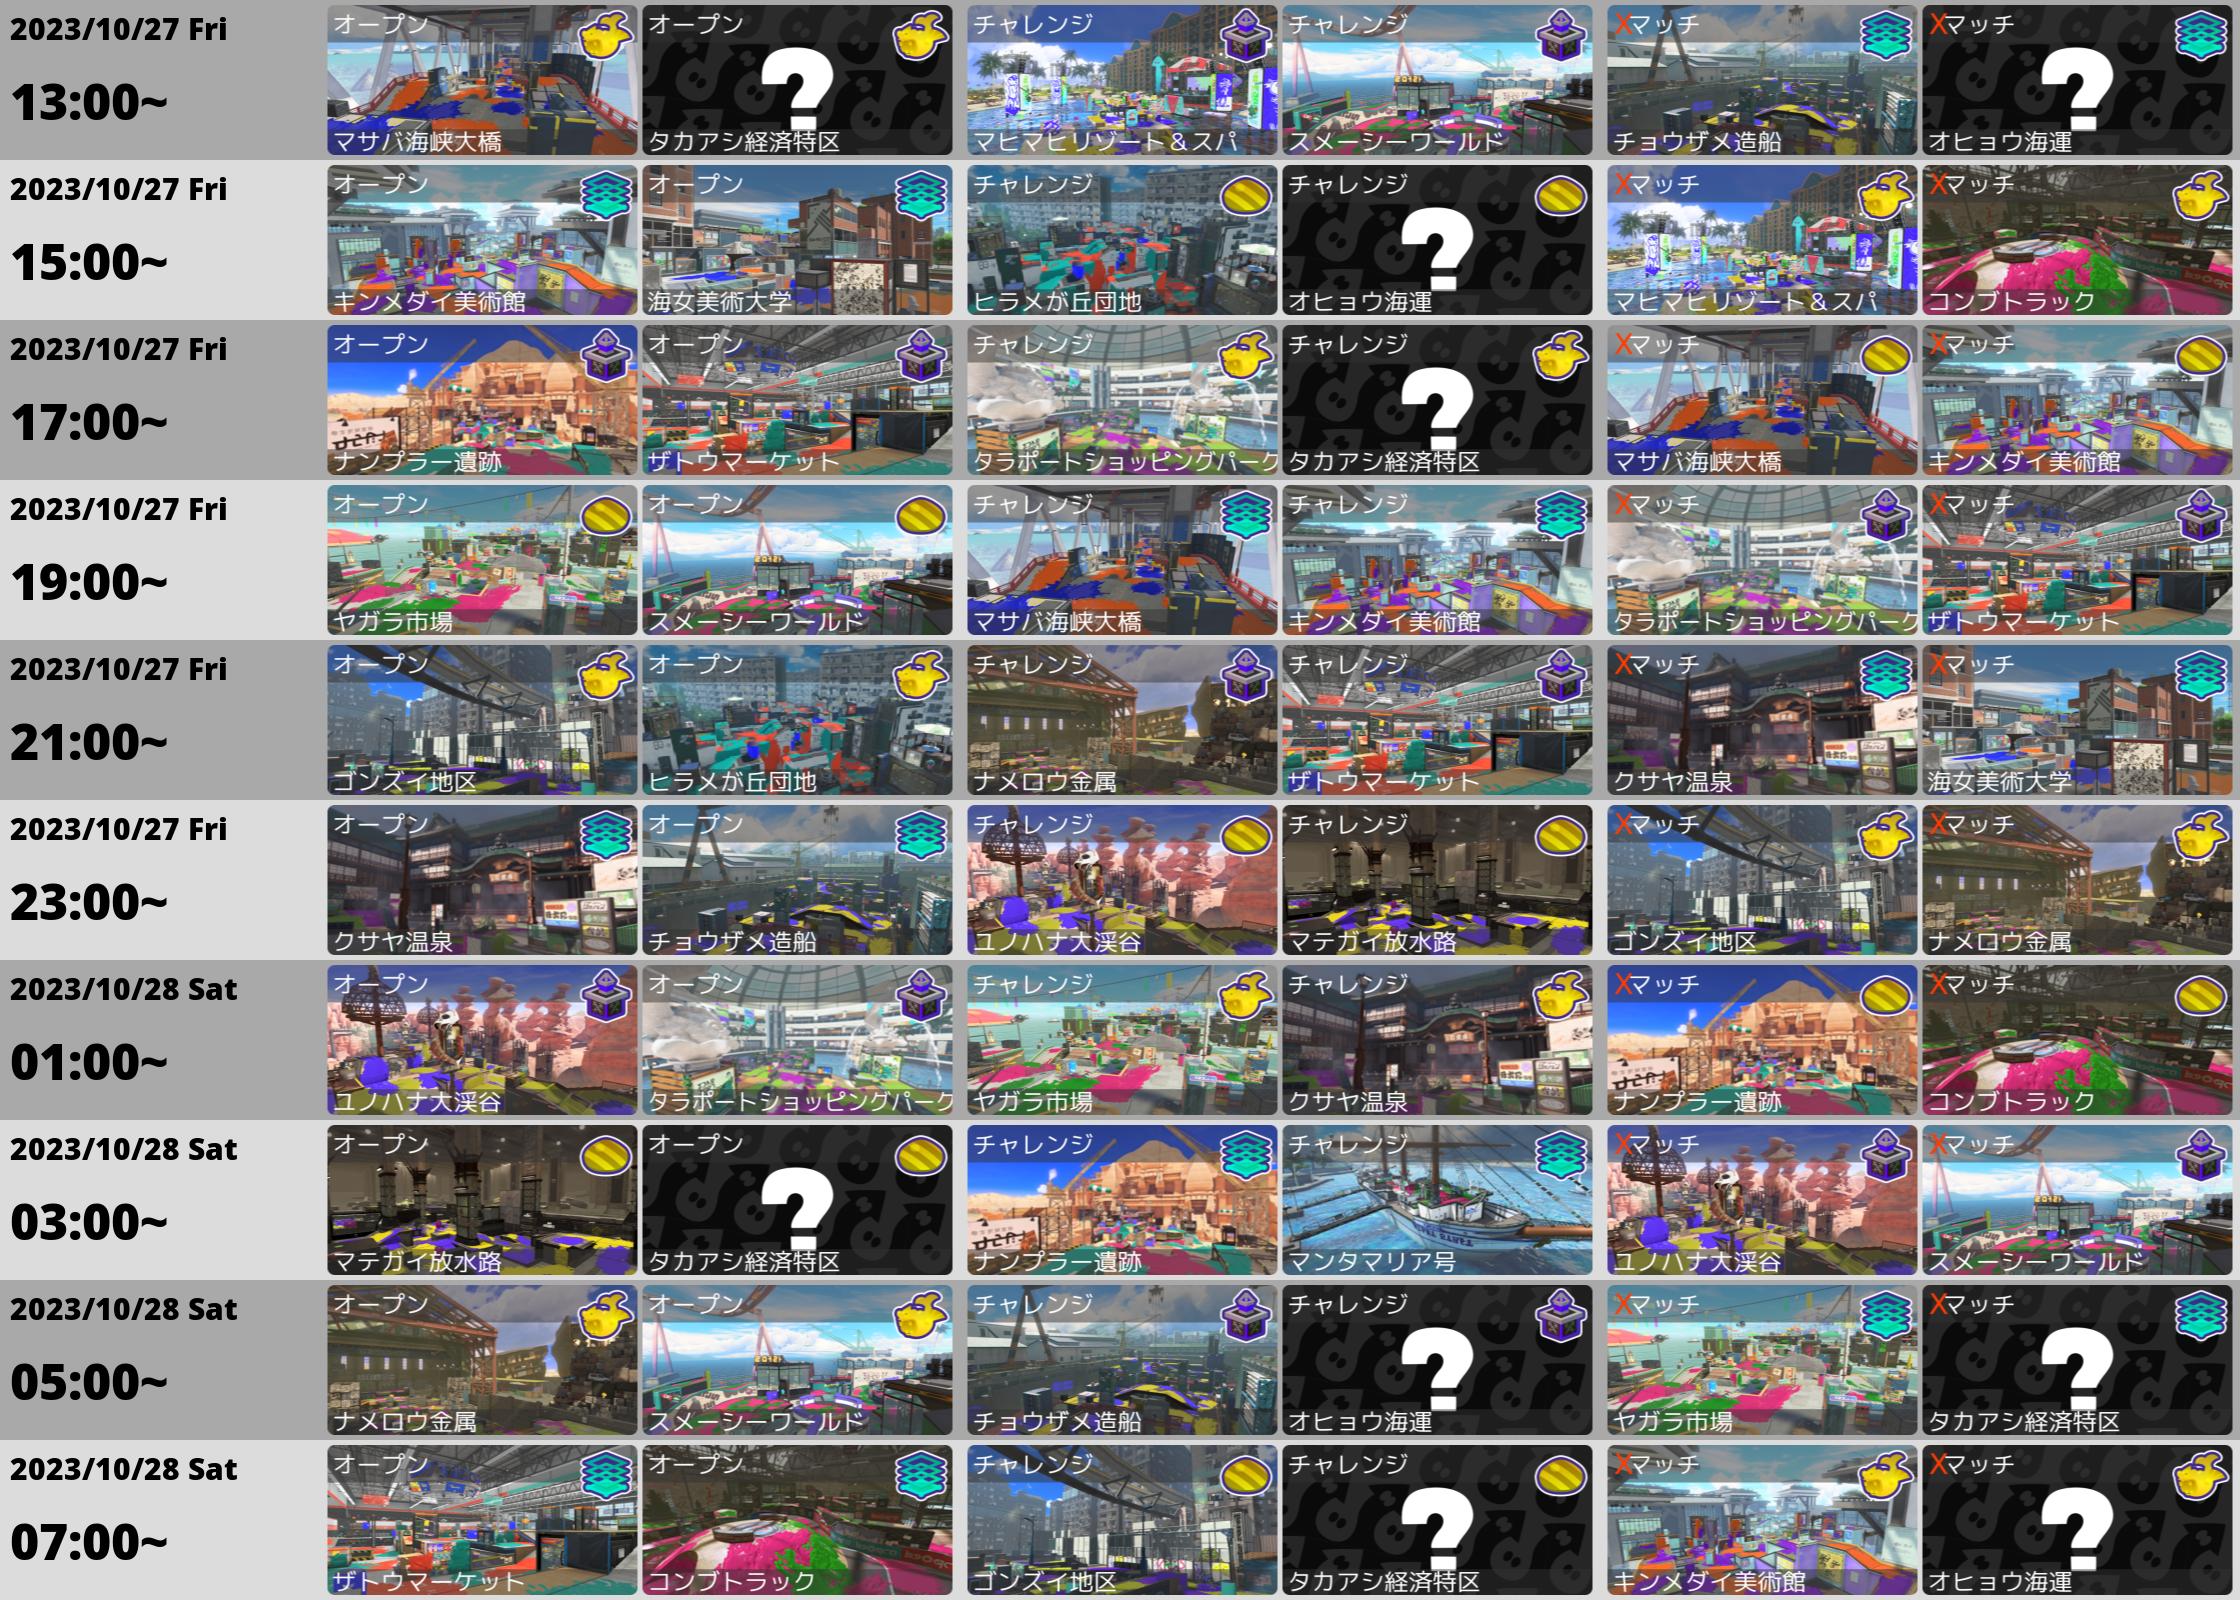 2023/10/27 Fri
13:00~
オープン
マサバ海峡大橋
オープン
タカアシ経済特区
チャレンジ
マヒマヒリゾート＆スパ
チャレンジ
スメーシーワールド
Xマッチ
チョウザメ造船
Xマッチ
オヒョウ海運
2023/10/27 Fri
15:00~
オープン
キンメダイ美術館
オープン
海女美術大学
チャレンジ
ヒラメが丘団地
チャレンジ
オヒョウ海運
Xマッチ
マヒマヒリゾート＆スパ
Xマッチ
コンブトラック
2023/10/27 Fri
17:00~
オープン
ナンプラー遺跡
オープン
ザトウマーケット
チャレンジ
タラポートショッピングパーク
チャレンジ
タカアシ経済特区
Xマッチ
マサバ海峡大橋
Xマッチ
キンメダイ美術館
2023/10/27 Fri
19:00~
オープン
ヤガラ市場
オープン
スメーシーワールド
チャレンジ
マサバ海峡大橋
チャレンジ
キンメダイ美術館
Xマッチ
タラポートショッピングパーク
Xマッチ
ザトウマーケット
2023/10/27 Fri
21:00~
オープン
ゴンズイ地区
オープン
ヒラメが丘団地
チャレンジ
ナメロウ金属
チャレンジ
ザトウマーケット
Xマッチ
クサヤ温泉
Xマッチ
海女美術大学
2023/10/27 Fri
23:00~
オープン
クサヤ温泉
オープン
チョウザメ造船
チャレンジ
ユノハナ大渓谷
チャレンジ
マテガイ放水路
Xマッチ
ゴンズイ地区
Xマッチ
ナメロウ金属
2023/10/28 Sat
01:00~
オープン
ユノハナ大渓谷
オープン
タラポートショッピングパーク
チャレンジ
ヤガラ市場
チャレンジ
クサヤ温泉
Xマッチ
ナンプラー遺跡
Xマッチ
コンブトラック
2023/10/28 Sat
03:00~
オープン
マテガイ放水路
オープン
タカアシ経済特区
チャレンジ
ナンプラー遺跡
チャレンジ
マンタマリア号
Xマッチ
ユノハナ大渓谷
Xマッチ
スメーシーワールド
2023/10/28 Sat
05:00~
オープン
ナメロウ金属
オープン
スメーシーワールド
チャレンジ
チョウザメ造船
チャレンジ
オヒョウ海運
Xマッチ
ヤガラ市場
Xマッチ
タカアシ経済特区
2023/10/28 Sat
07:00~
オープン
ザトウマーケット
オープン
コンブトラック
チャレンジ
ゴンズイ地区
チャレンジ
タカアシ経済特区
Xマッチ
キンメダイ美術館
Xマッチ
オヒョウ海運